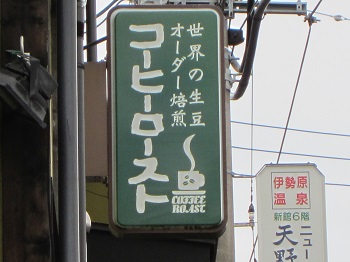 世界の生豆
オーダー焙煎
コーヒーロースト
COFFEE
ROAST
伊勢原
温泉
新館6階
ニュー
天野